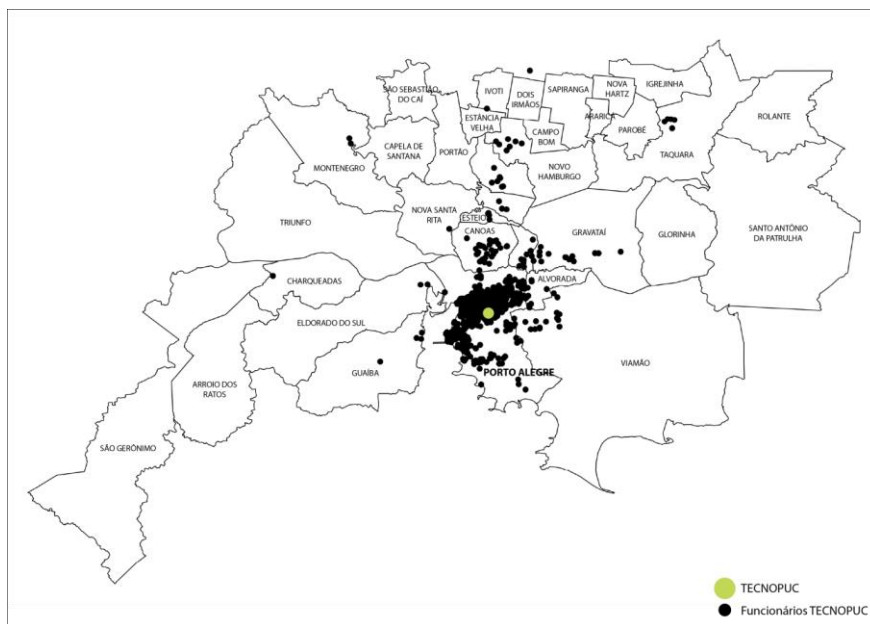 SÃO SEBASTIÃO
DO CAÍ
IVOTI
DOIS
IRMÃOS
SAPIRANGA
NOVA
HARTZ
IGREJINHA
ESTÂNCIA
VELHA
CAMPO
BOM
ARARICÁ
PAROBÉ
ROLANTE
MONTENEGRO
CAPELA DE
SANTANA
PORTÃO
NOVO
HAMBURGO
TAQUARA
TRIUNFO
NOVA SANTA
RITA
ESTEIO
CANOAS
GRAVATAÍ
GLORINHA
SANTO ANTÔNIO
DA PATRULHA
CHARQUEADAS
ALVORADA
ELDORADO DO SUL
GUAÍBA
PORTO ALEGRE
VIAMÃO
ARROIO DOS
RATOS
SÃO GERÔNIMO
TECNOPUC
Funcionários TECNOPUC